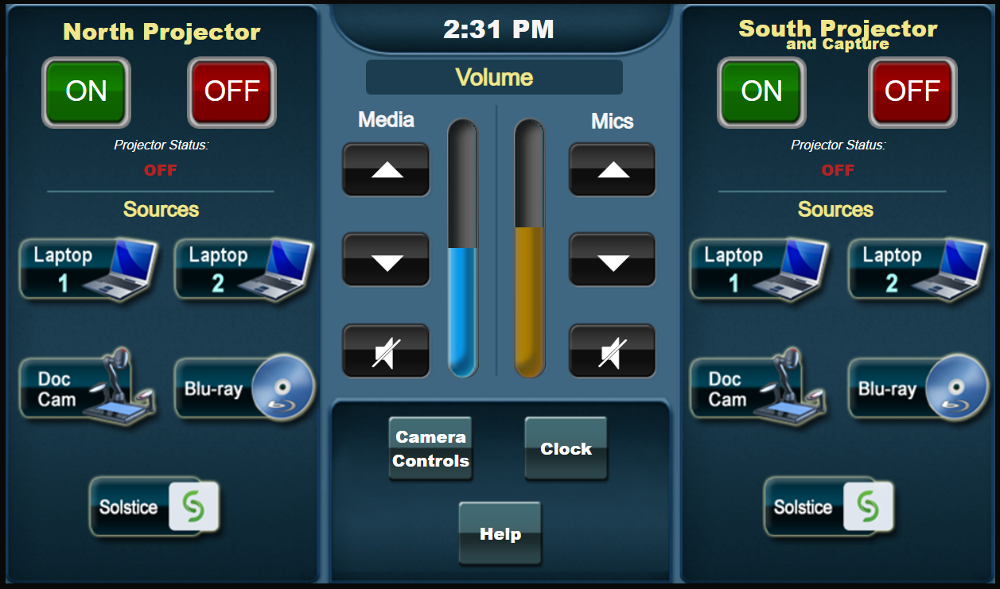 North Projector
ON
OFF
Projector Status:
OFF
Sources
Laptop
1
Laptop
2
Doc
Cam
Blu-ray
Solstice
2:31 PM
Volume
Media
Mics
Camera
Controls
Clock
Help
South Projector
and Capture
ON
OFF
Projector Status:
OFF
Sources
Laptop
1
Laptop
2
Doc
Cam
Blu-ray
Solstice